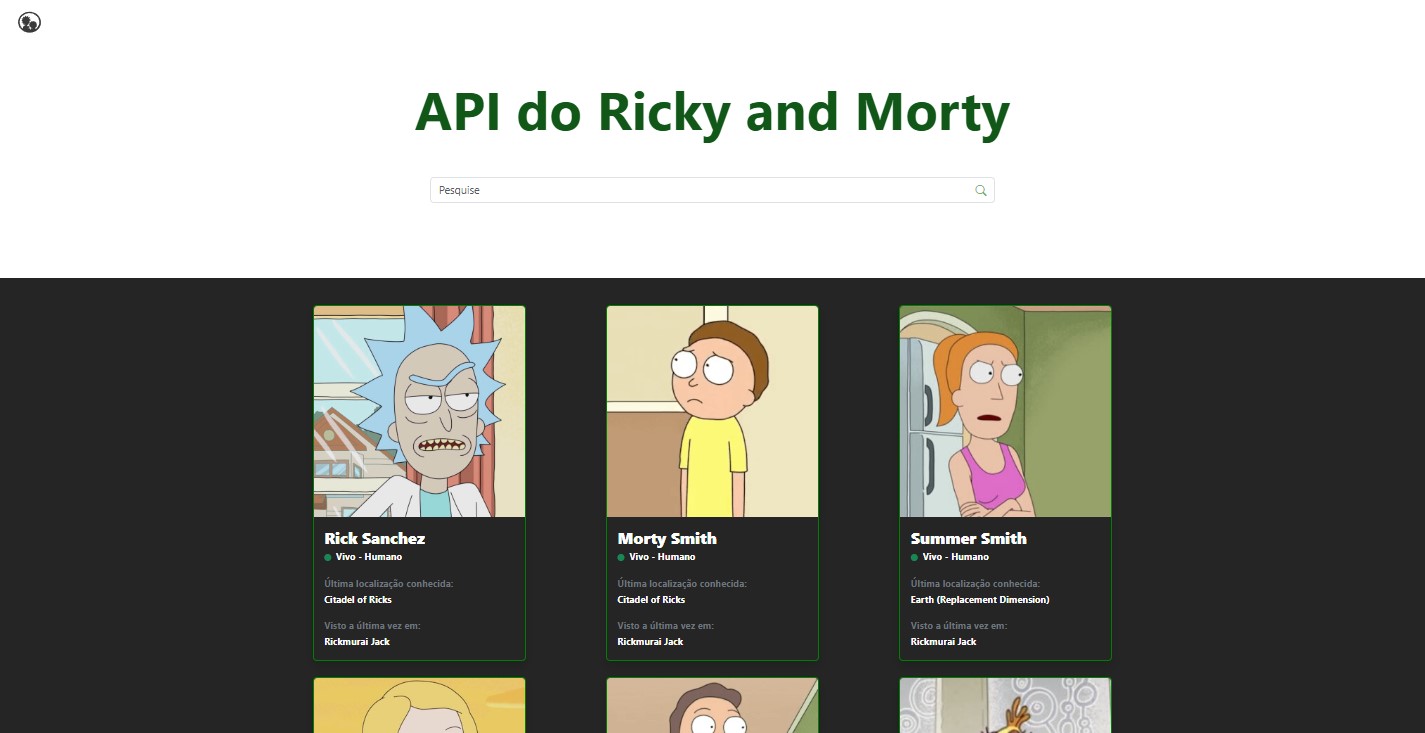 API do Ricky and Morty
Pesquise
Rick Sanchez
Vivo - Humano
Última localização conhecida:
Citadel of Ricks
Visto a última vez em:
Rickmurai Jack
Morty Smith
Vivo - Humano
Última localização conhecida:
Citadel of Ricks
Visto a última vez em:
Rickmurai Jack
Summer Smith
Vivo - Humano
Última localização conhecida:
Earth (Replacement Dimension)
Visto a última vez em:
Rickmurai Jack